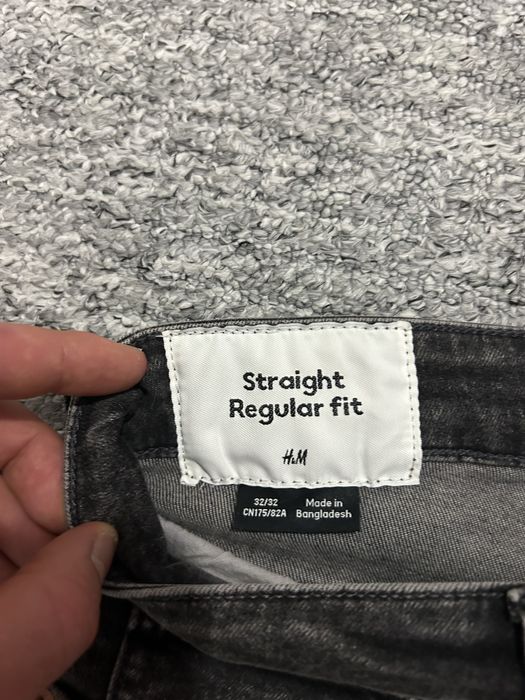 Straight
Regular fit
H&M
32/32
CN175/82A
Made in
Bangladesh